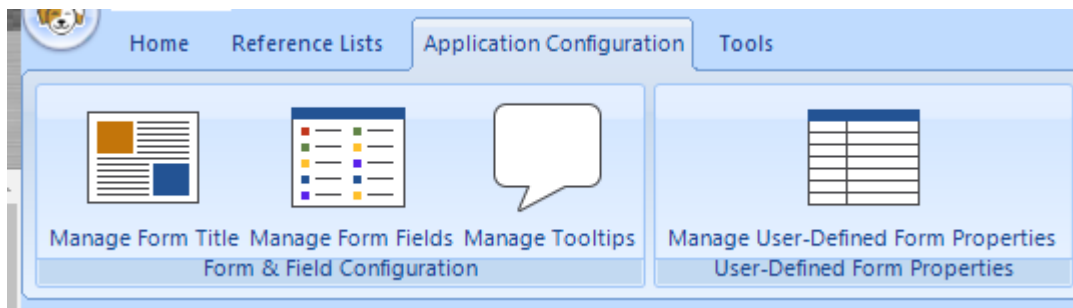 Home Reference Lists Application Configuration Tools
Manage Form Title Manage Form Fields Manage Tooltips Manage User-Defined Form Properties
Form & Field Configuration User-Defined Form Properties